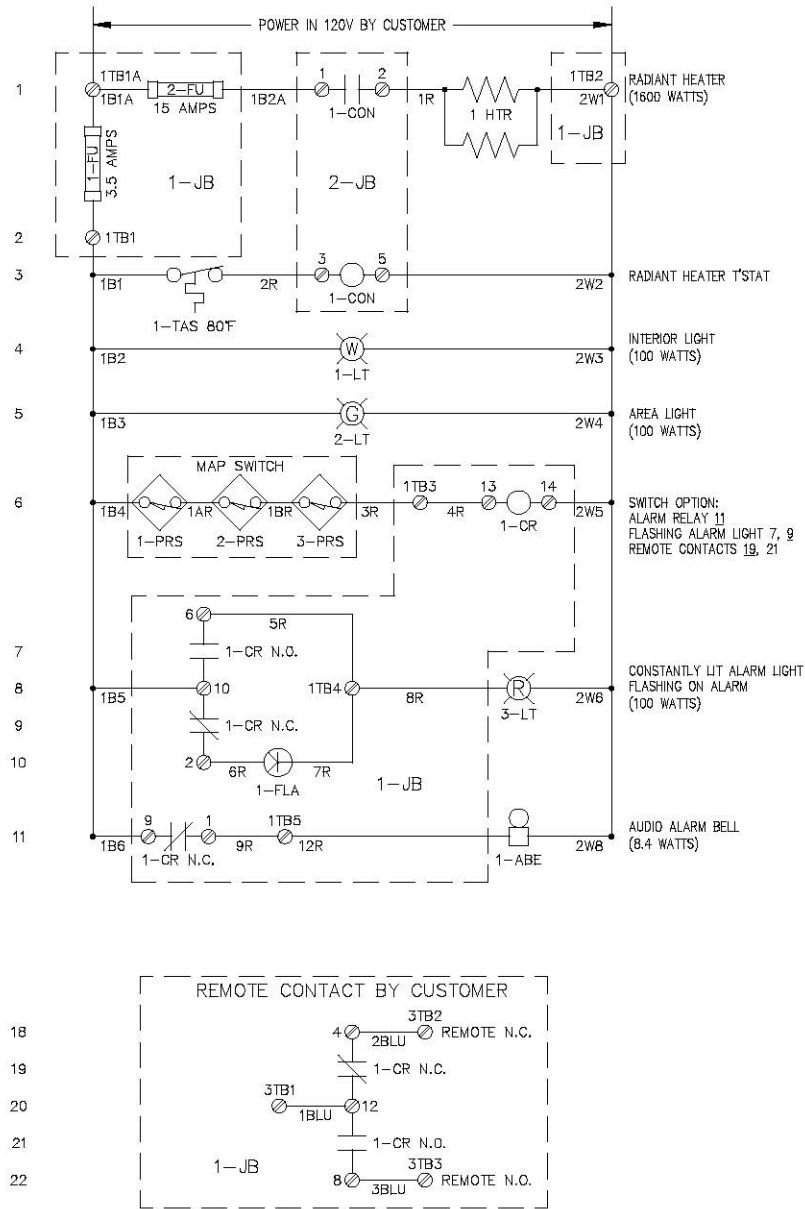 POWER IN 120V BY CUSTOMER
1 1TB1A 2-FU 1 2 1TB2 RADIANT HEATER
1B1A 15 AMPS 1B2A 1-CON 1R 1 HTR 2W1 (1600 WATTS)
1-JB
1-FU
3.5 AMPS
1-JB 2-JB
2 1TB1
3 3 5 RADIANT HEATER T'STAT
1B1 2R 1-CON 2W2
1-TAS 80°F
4 W INTERIOR LIGHT
1B2 1-LT 2W3 (100 WATTS)
5 G AREA LIGHT
1B3 2-LT 2W4 (100 WATTS)
MAP SWITCH
6 1TB3 13 14 SWITCH OPTION:
1B4 1AR 1BR 3R 4R 1-CR 2W5 ALARM RELAY 11
1-PRS 2-PRS 3-PRS FLASHING ALARM LIGHT 7, 9
REMOTE CONTACTS 19, 21
6 5R
7 1-CR N.O.
8 10 1TB4 R CONSTANTLY LIT ALARM LIGHT
1B5 8R 3-LT 2W6 FLASHING ON ALARM
(100 WATTS)
9 1-CR N.C.
10 2 6R 7R
1-FLA 1-JB
11 9 1 1TB5 AUDIO ALARM BELL
1B6 1-CR N.C. 9R 12R 1-ABE 2W8 (8.4 WATTS)
REMOTE CONTACT BY CUSTOMER
18 4 3TB2 REMOTE N.C.
2BLU
19 1-CR N.C.
20 3TB1 12
1BLU
21 1-CR N.O.
1-JB
22 8 3TB3 REMOTE N.O.
3BLU